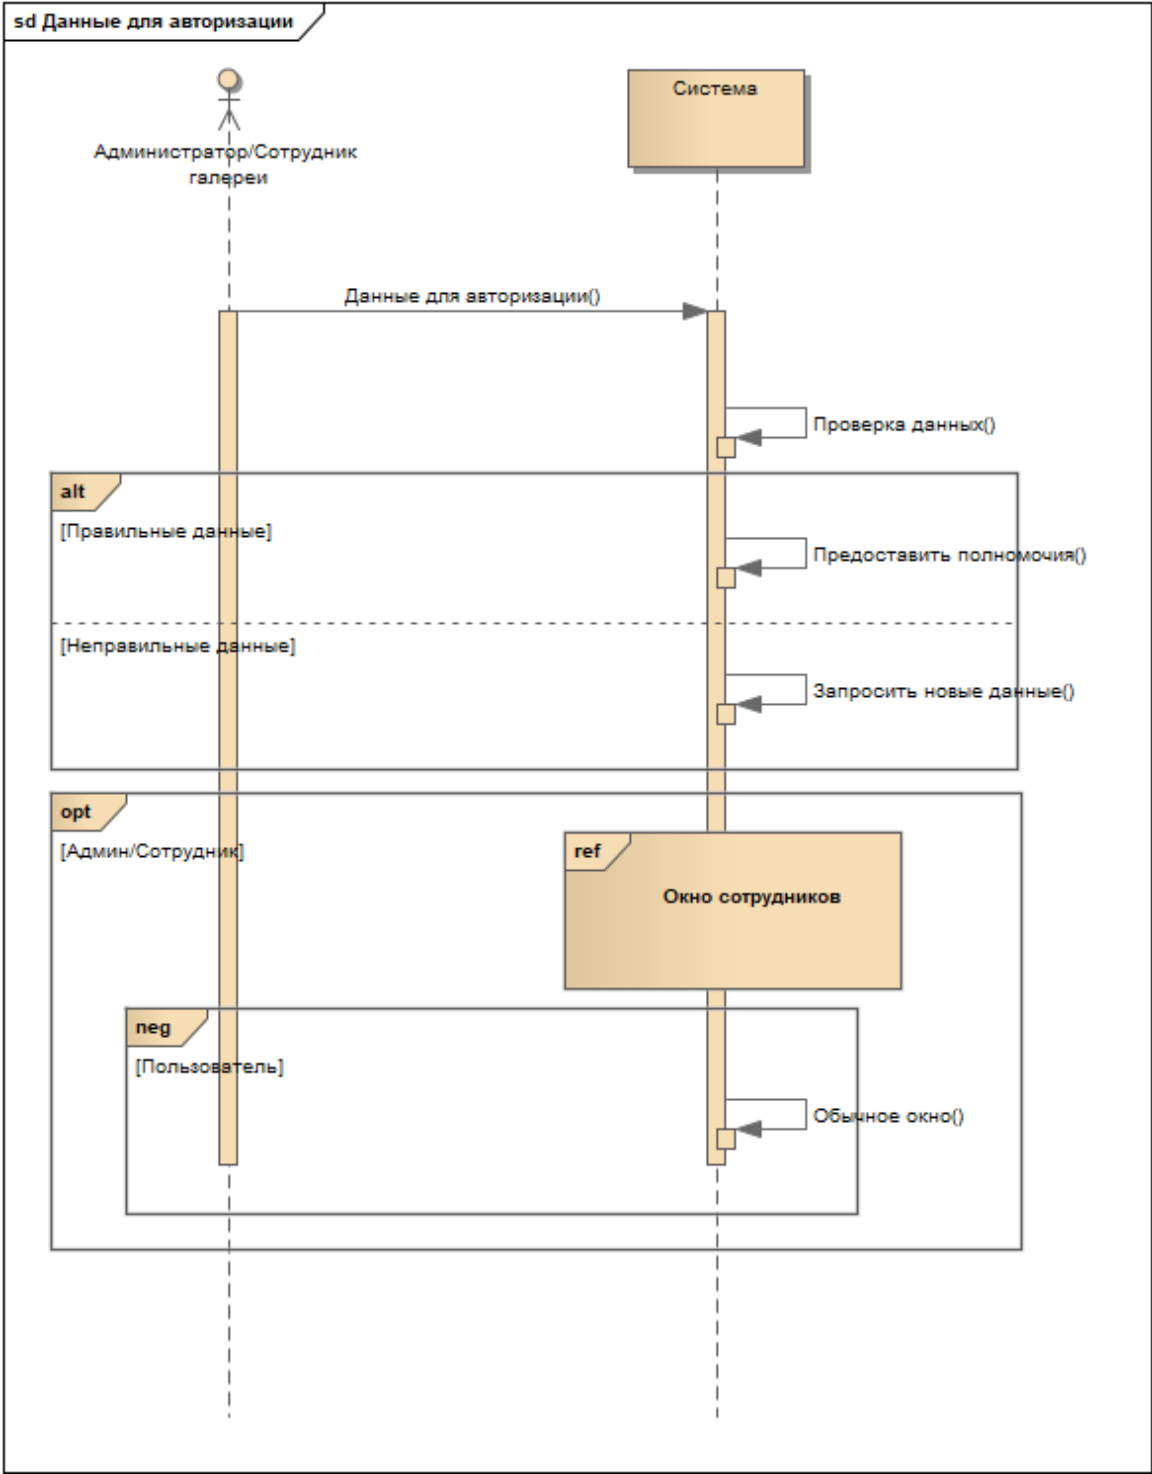 sd Данные для авторизации
Администратор/Сотрудник
галереи
Система
Данные для авторизации()
Проверка данных()
alt
[Правильные данные]
Предоставить полномочия()
[Неправильные данные]
Запросить новые данные()
opt
[Админ/Сотрудник]
ref
Окно сотрудников
neg
[Пользователь]
Обычное окно()